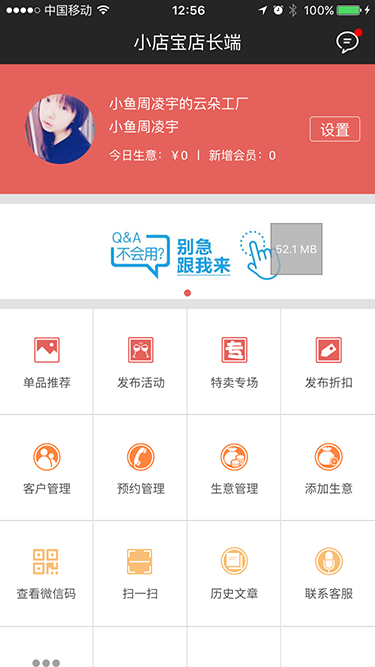 中国移动 12:56 100%
小店宝店长端
小鱼周凌宇的云朵工厂
小鱼周凌宇
设置
今日生意：￥0 | 新增会员：0
Q&A
不会用?
别急
跟我来
52.1 MB
单品推荐 发布活动 特卖专场 发布折扣
专
客户管理 预约管理 生意管理 添加生意
查看微信码 扫一扫 历史文章 联系客服